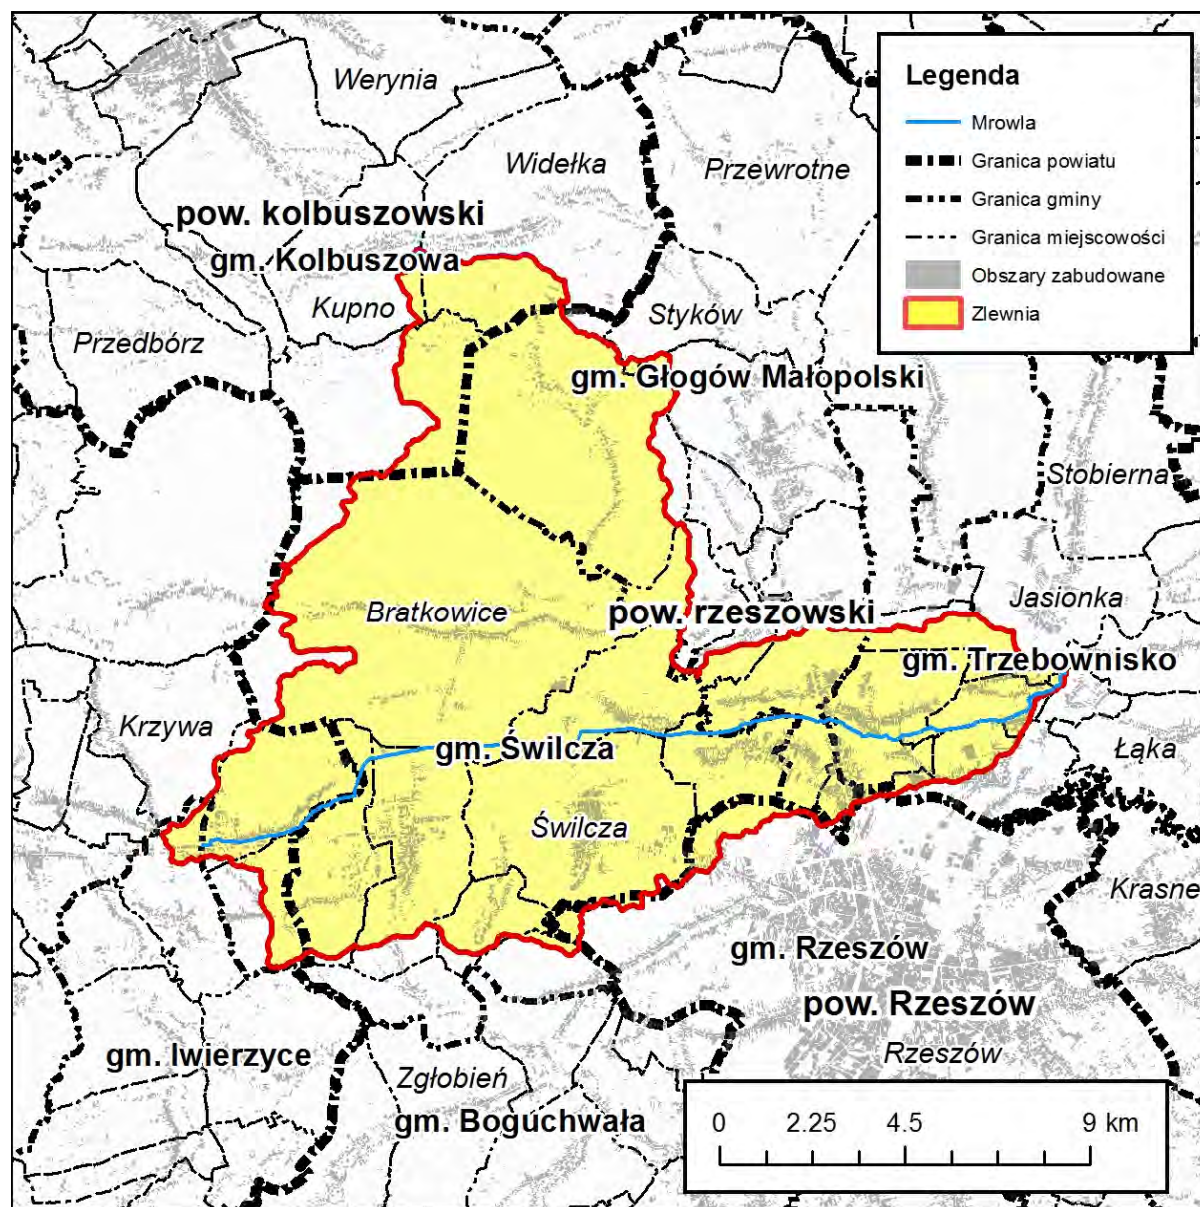 Werynia
Widełka
Przewrotne
pow. kolbuszowski
gm. Kolbuszowa
Kupno
Styków
Przedbórz
gm. Głogów Małopolski
Stobierna
Bratkowice
pow. rzeszowski
Jasionka
gm. Trzebownisko
Krzywa
gm. Świlcza
Łąka
Świlcza
Krasne
gm. Rzeszów
pow. Rzeszów
gm. Iwierzyce
Zgłobień
Rzeszów
gm. Boguchwała
Legenda
Mrowla
Granica powiatu
Granica gminy
Granica miejscowości
Obszary zabudowane
Zlewnia
0 2.25 4.5 9 km